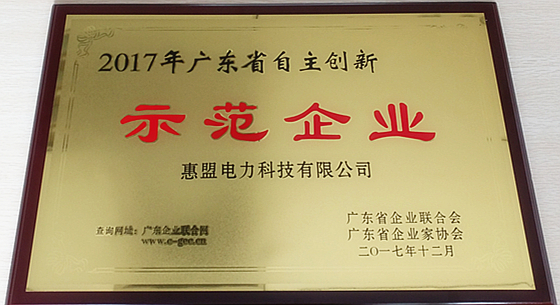 2017年广东省自主创新
示范企业
惠盟电力科技有限公司
查询网址：广东企业联合网
www.e-gec.cn
广东省企业联合会
广东省企业家协会
二〇一七年十二月